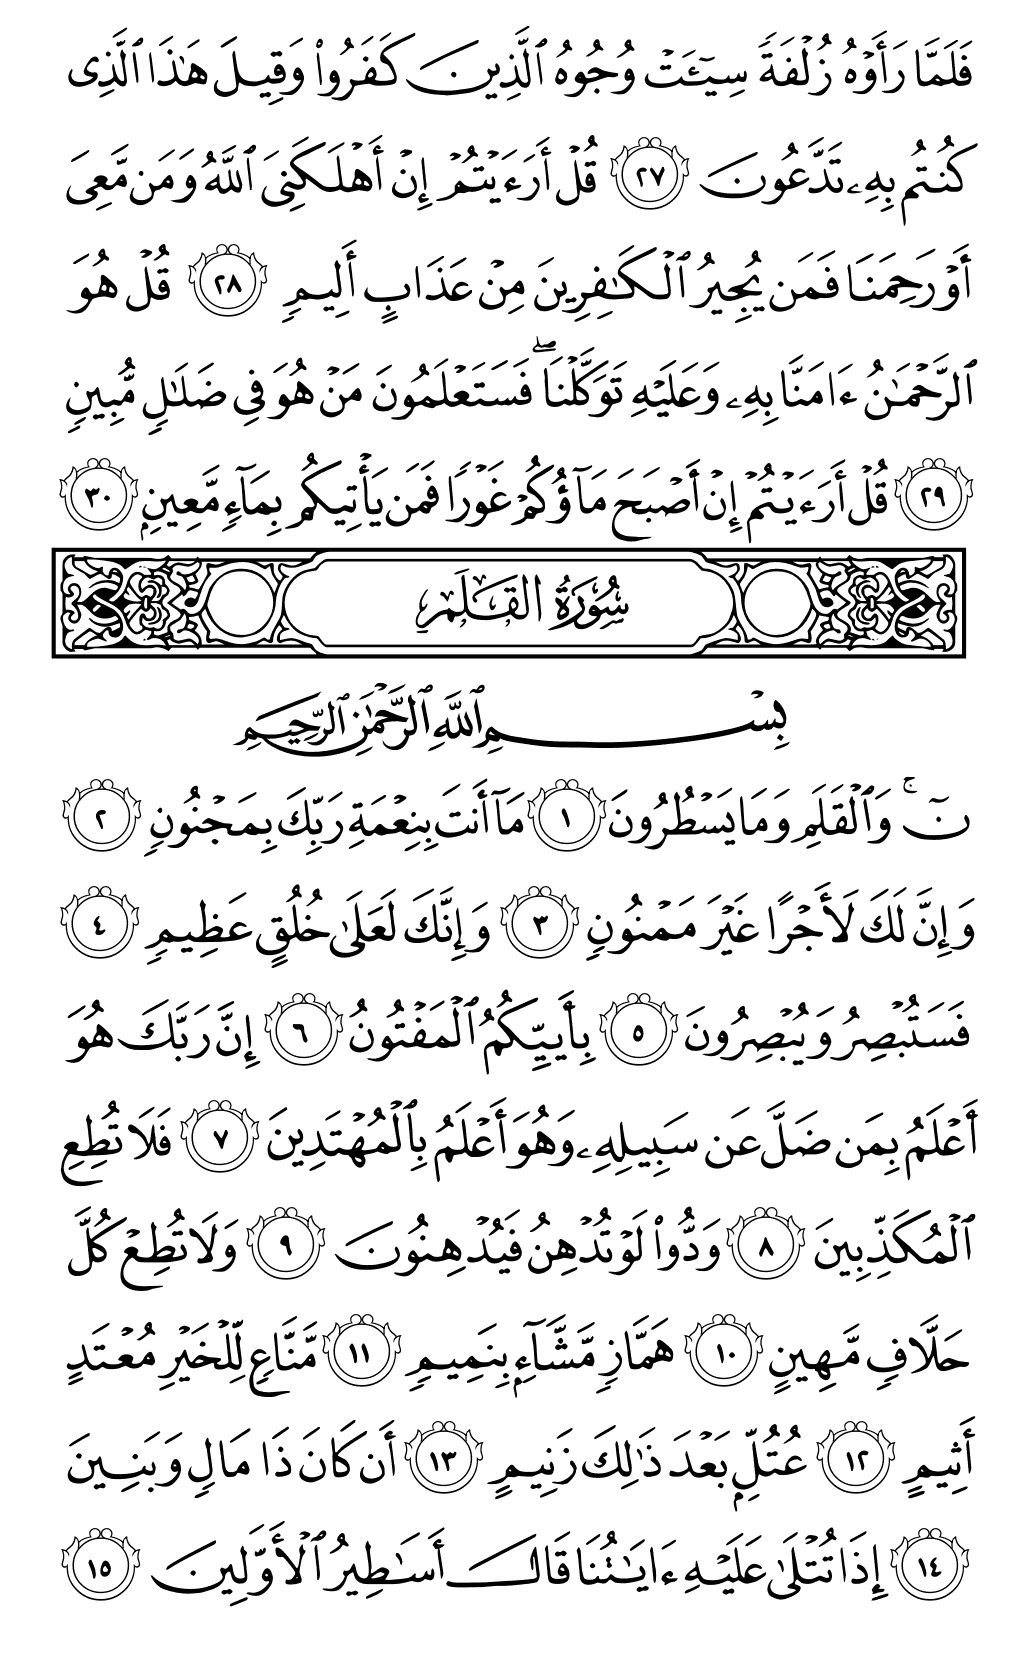 فَلَمَّا رَأَوْهُ زُلْفَةً سِيٓـَٔتْ وُجُوهُ ٱلَّذِينَ كَفَرُوا۟ وَقِيلَ هَٰذَا ٱلَّذِى
كُنتُم بِهِۦ تَدَّعُونَ ٢٧ قُلْ أَرَءَيْتُمْ إِنْ أَهْلَكَنِىَ ٱللَّهُ وَمَن مَّعِىَ
أَوْ رَحِمَنَا فَمَن يُجِيرُ ٱلْكَٰفِرِينَ مِنْ عَذَابٍ أَلِيمٍ ٢٨ قُلْ هُوَ
ٱلرَّحْمَٰنُ ءَامَنَّا بِهِۦ وَعَلَيْهِ تَوَكَّلْنَا ۖ فَسَتَعْلَمُونَ مَنْ هُوَ فِى ضَلَٰلٍ مُّبِينٍ
٢٩ قُلْ أَرَءَيْتُمْ إِنْ أَصْبَحَ مَآؤُكُمْ غَوْرًا فَمَن يَأْتِيكُم بِمَآءٍ مَّعِينٍۭ ٣٠
سُورَةُ القَلَمِ
بِسْمِ ٱللَّهِ ٱلرَّحْمَٰنِ ٱلرَّحِيمِ
نٓ ۚ وَٱلْقَلَمِ وَمَا يَسْطُرُونَ ١ مَآ أَنتَ بِنِعْمَةِ رَبِّكَ بِمَجْنُونٍ ٢
وَإِنَّ لَكَ لَأَجْرًا غَيْرَ مَمْنُونٍ ٣ وَإِنَّكَ لَعَلَىٰ خُلُقٍ عَظِيمٍ ٤
فَسَتُبْصِرُ وَيُبْصِرُونَ ٥ بِأَييِّكُمُ ٱلْمَفْتُونُ ٦ إِنَّ رَبَّكَ هُوَ
أَعْلَمُ بِمَن ضَلَّ عَن سَبِيلِهِۦ وَهُوَ أَعْلَمُ بِٱلْمُهْتَدِينَ ٧ فَلَا تُطِعِ
ٱلْمُكَذِّبِينَ ٨ وَدُّوا۟ لَوْ تُدْهِنُ فَيُدْهِنُونَ ٩ وَلَا تُطِعْ كُلَّ
حَلَّافٍ مَّهِينٍ ١٠ هَمَّازٍ مَّشَّآءٍۭ بِنَمِيمٍ ١١ مَّنَّاعٍ لِّلْخَيْرِ مُعْتَدٍ
أَثِيمٍ ١٢ عُتُلٍّۭ بَعْدَ ذَٰلِكَ زَنِيمٍ ١٣ أَن كَانَ ذَا مَالٍ وَبَنِينَ
١٤ إِذَا تُتْلَىٰ عَلَيْهِ ءَايَٰتُنَا قَالَ أَسَٰطِيرُ ٱلْأَوَّلِينَ ١٥